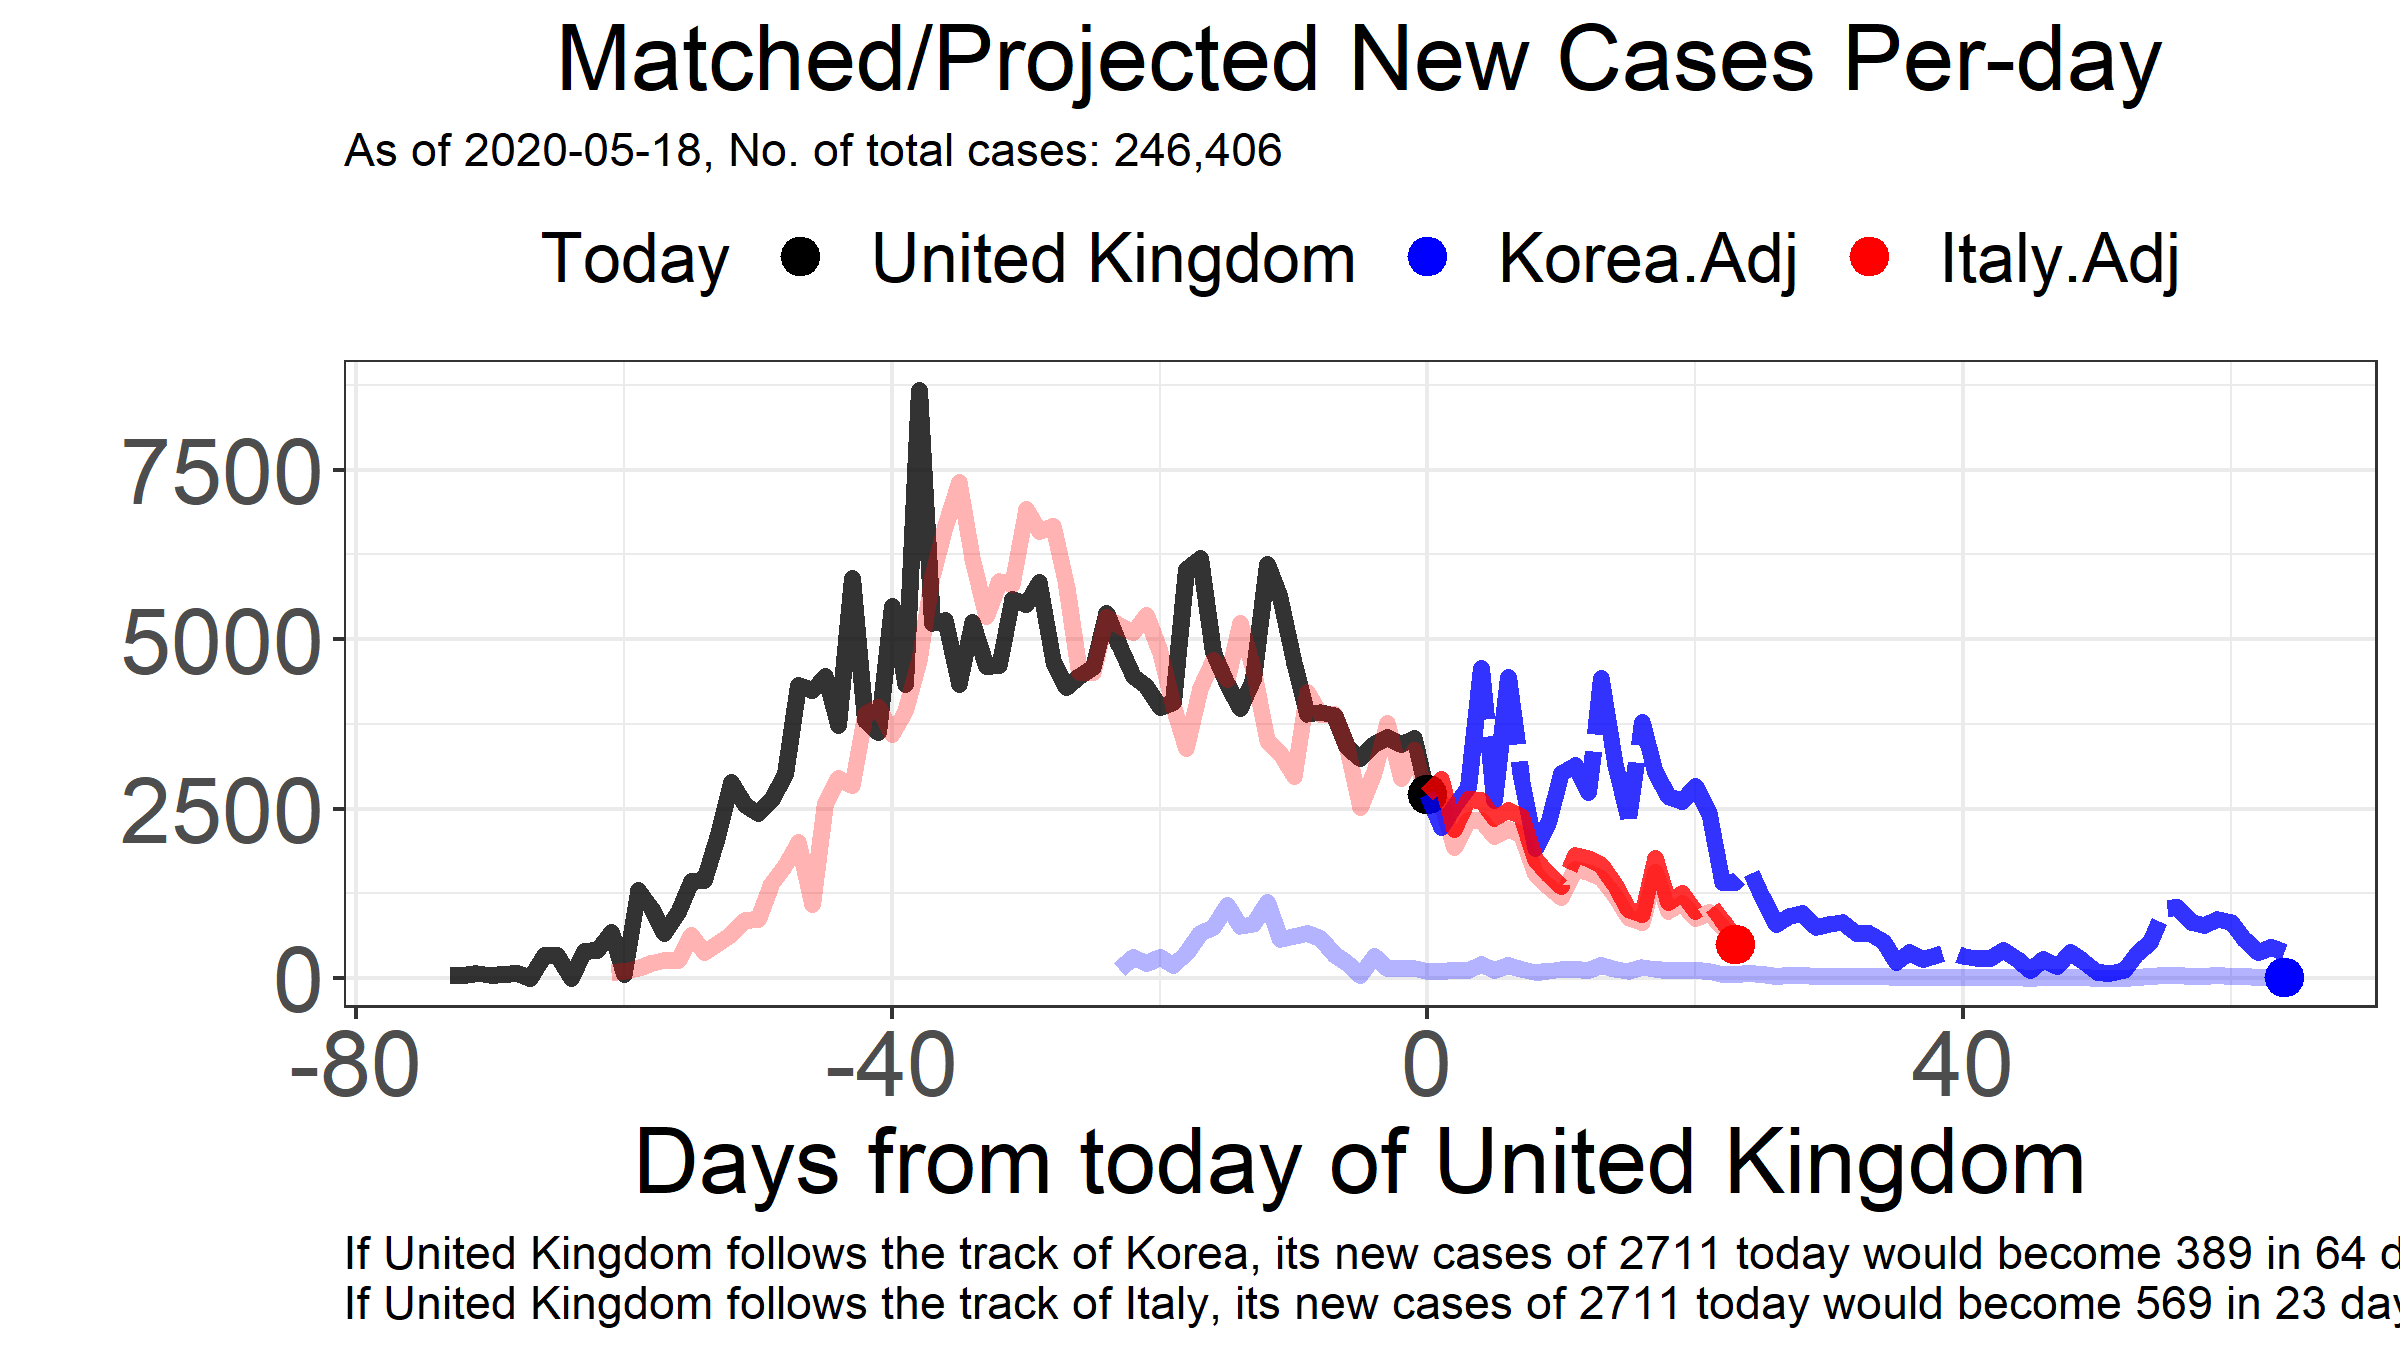 Matched/Projected New Cases Per-day
As of 2020-05-18, No. of total cases: 246,406
Today United Kingdom Korea.Adj Italy.Adj
7500
5000
2500
0
-80 -40 0 40
Days from today of United Kingdom
If United Kingdom follows the track of Korea, its new cases of 2711 today would become 389 in 64 d
If United Kingdom follows the track of Italy, its new cases of 2711 today would become 569 in 23 day